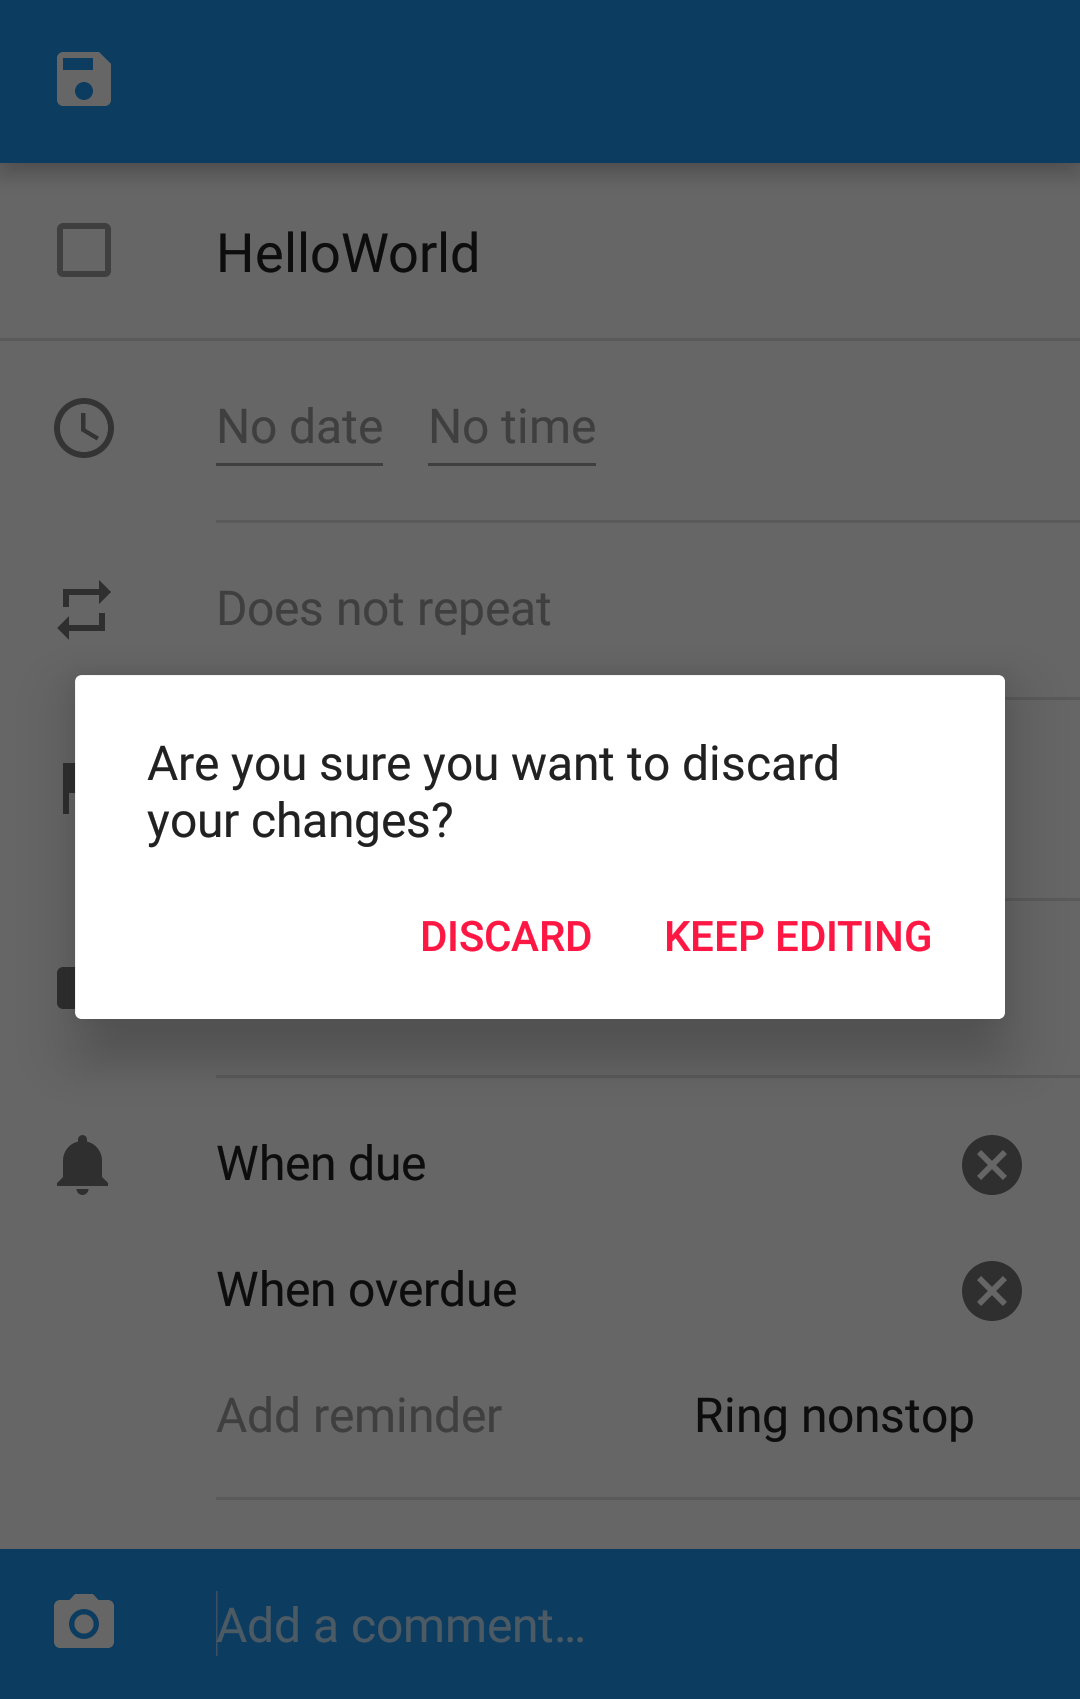 HelloWorld
No date No time
Does not repeat
Are you sure you want to discard
your changes?
DISCARD KEEP EDITING
When due
When overdue
Add reminder Ring nonstop
Add a comment...